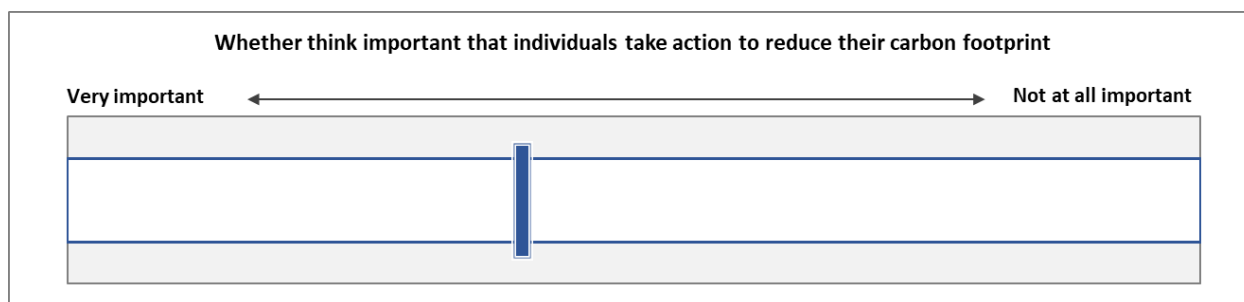 Whether think important that individuals take action to reduce their carbon footprint
Very important Not at all important